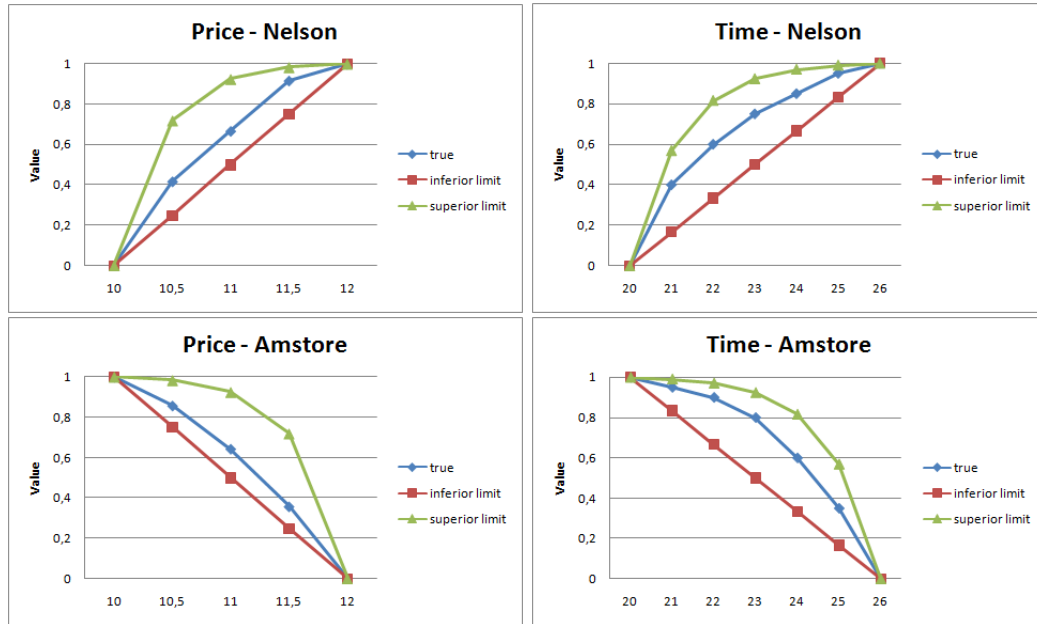 Price - Nelson
Value
1
0,8
0,6
0,4
0,2
0
10 10,5 11 11,5 12
true
inferior limit
superior limit
Time - Nelson
Value
1
0,8
0,6
0,4
0,2
0
20 21 22 23 24 25 26
true
inferior limit
superior limit
Price - Amstore
Value
1
0,8
0,6
0,4
0,2
0
10 10,5 11 11,5 12
true
inferior limit
superior limit
Time - Amstore
Value
1
0,8
0,6
0,4
0,2
0
20 21 22 23 24 25 26
true
inferior limit
superior limit